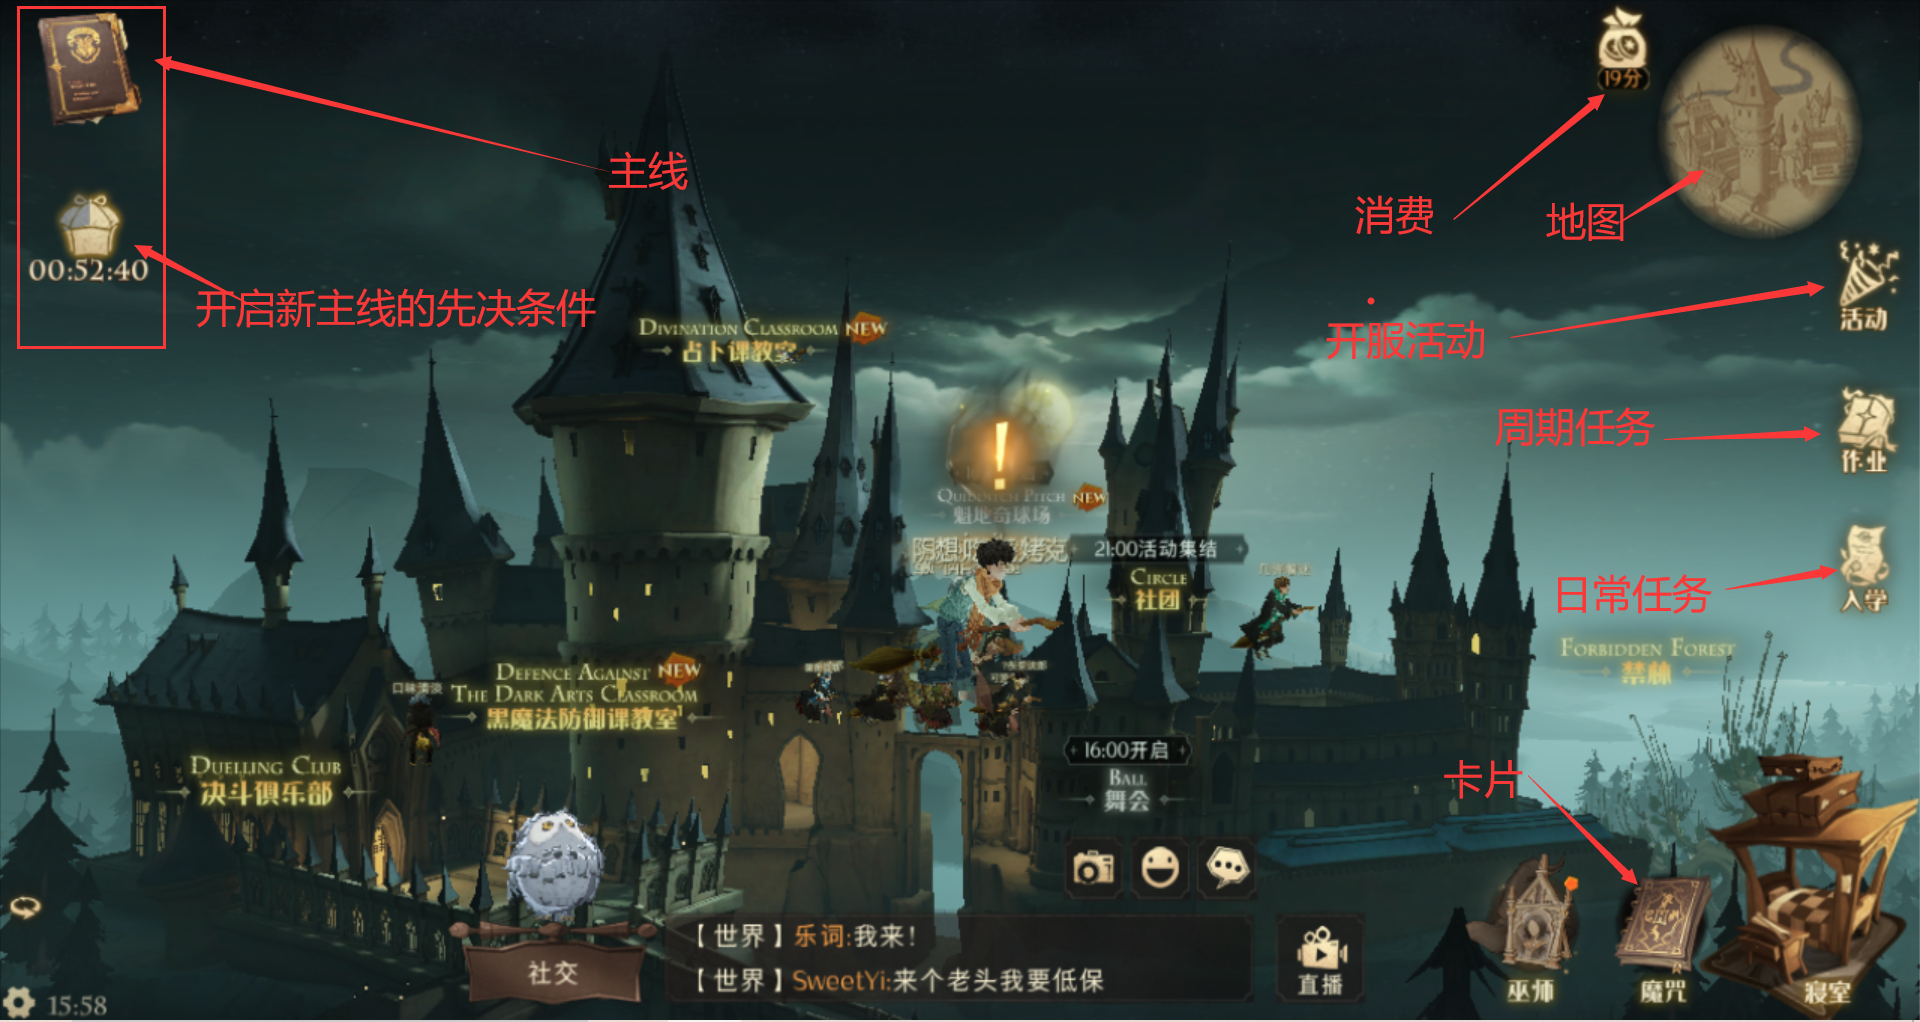 19分
主线
消费
地图
00:52:40
开启新主线的先决条件
活动
DIVINATION CLASSROOM NEW
占卜课教室
开服活动
周期任务
作业
QUIDDITCH PITCH NEW
魁地奇球场
21:00活动集结
CIRCLE
社团
日常任务
入学
FORBIDDEN FOREST
禁林
DEFENCE AGAINST NEW
THE DARK ARTS CLASSROOM
黑魔法防御课教室
口味清淡
DUELLING CLUB
决斗俱乐部
16:00开启
BALL
舞会
卡片
【世界】乐词:我来!
【世界】SweetYi:来个老头我要低保
社交
直播
巫师
魔咒
寝室
15:58